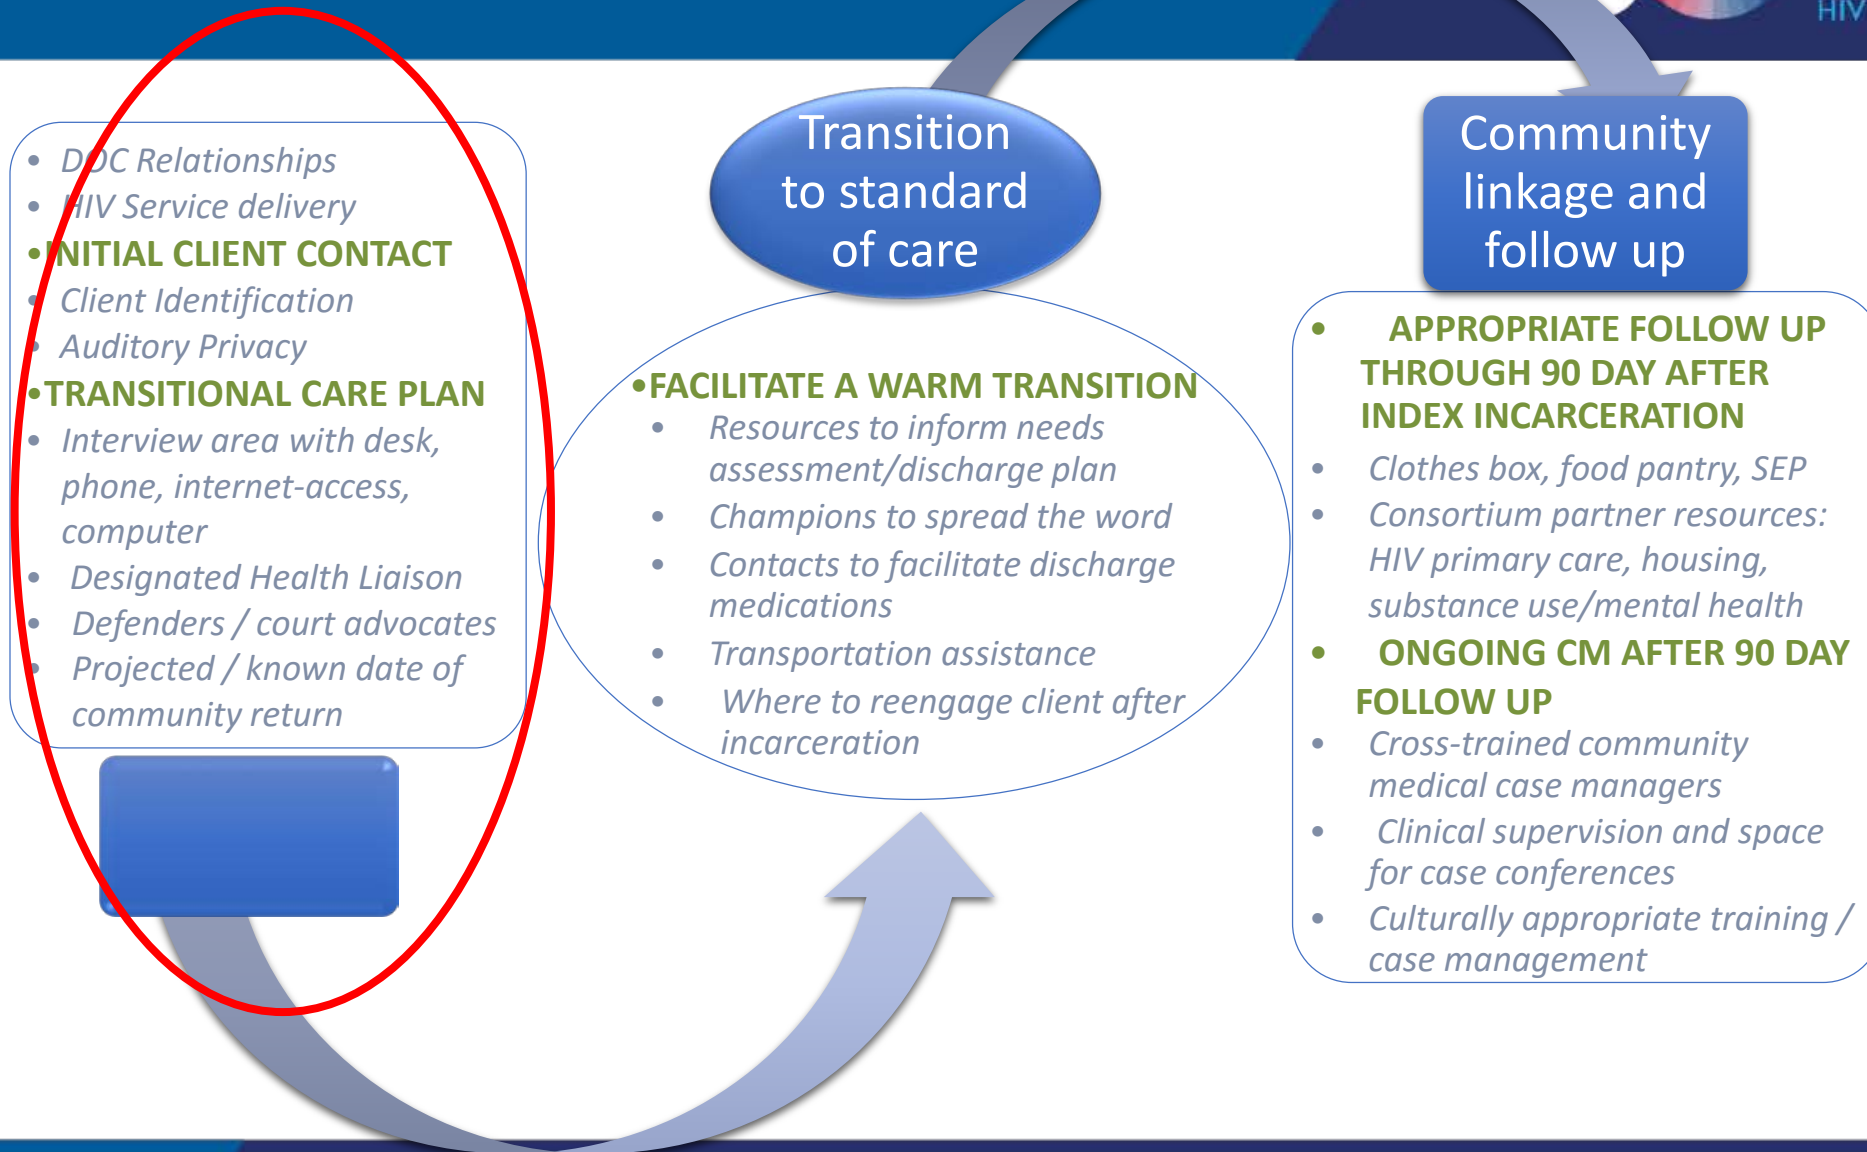 HIV
• DOC Relationships
• HIV Service delivery
•INITIAL CLIENT CONTACT
• Client Identification
• Auditory Privacy
•TRANSITIONAL CARE PLAN
• Interview area with desk,
phone, internet-access,
computer
• Designated Health Liaison
• Defenders / court advocates
• Projected / known date of
community return
Transition
to standard
of care
•FACILITATE A WARM TRANSITION
• Resources to inform needs
assessment/discharge plan
• Champions to spread the word
• Contacts to facilitate discharge
medications
• Transportation assistance
• Where to reengage client after
incarceration
Community
linkage and
follow up
• APPROPRIATE FOLLOW UP
THROUGH 90 DAY AFTER
INDEX INCARCERATION
• Clothes box, food pantry, SEP
• Consortium partner resources:
HIV primary care, housing,
substance use/mental health
• ONGOING CM AFTER 90 DAY
FOLLOW UP
• Cross-trained community
medical case managers
• Clinical supervision and space
for case conferences
• Culturally appropriate training /
case management